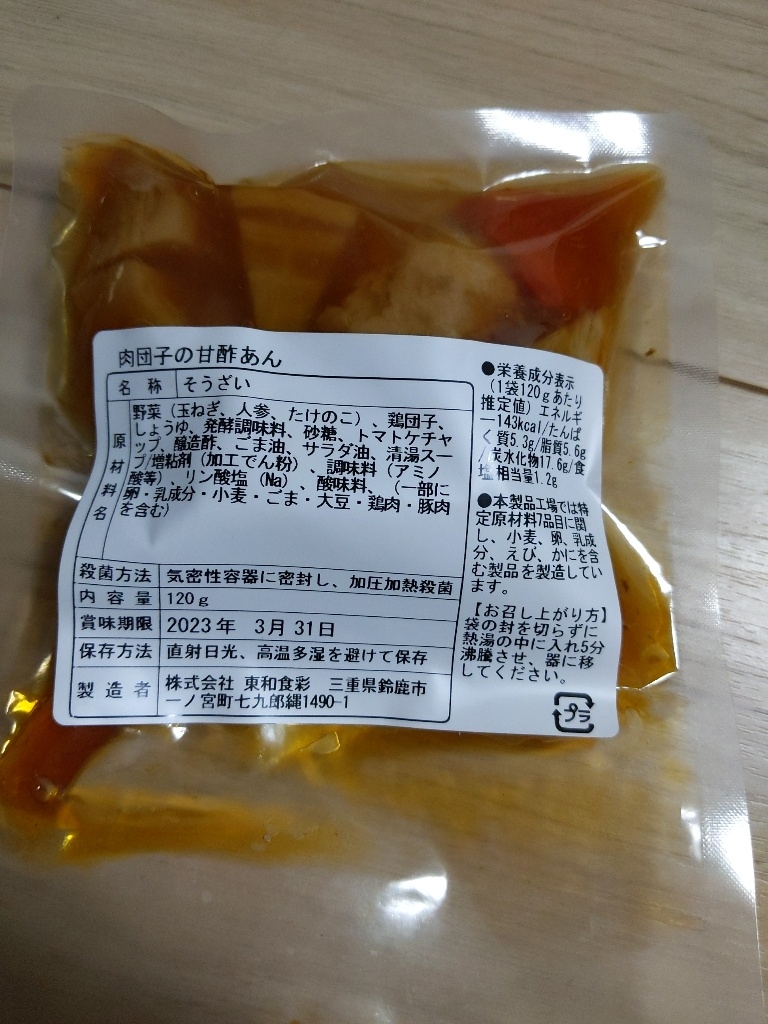 肉団子の甘酢あん
名称 そうざい
原材料名
野菜（玉ねぎ、人参、たけのこ）、鶏団子、
しょうゆ、発酵調味料、砂糖、トマトケチャ
ップ、醸造酢、ごま油、サラダ油、清湯スー
プ/増粘剤（加工でん粉）、調味料（アミノ
酸等）、リン酸塩（Na）、酸味料、（一部に
卵・乳成分・小麦・ごま・大豆・鶏肉・豚肉
を含む）
殺菌方法 気密性容器に密封し、加圧加熱殺菌
内容量 120g
賞味期限 2023年 3月31日
保存方法 直射日光、高温多湿を避けて保存
製造者 株式会社 東和食彩 三重県鈴鹿市
一ノ宮町七九郎縄1490-1
●栄養成分表示
（1袋120gあたり
推定値）エネルギ
ー143kcal/たんぱ
く質5.3g/脂質5.6g
/炭水化物17.6g/食
塩相当量1.2g
●本製品工場では特
定原材料7品目に関
し、小麦、卵、乳成
分、えび、かにを含
む製品を製造してい
ます。
【お召し上がり方】
袋の封を切らずに
熱湯の中に入れ5分
沸騰させ、器に移
してください。
プラ